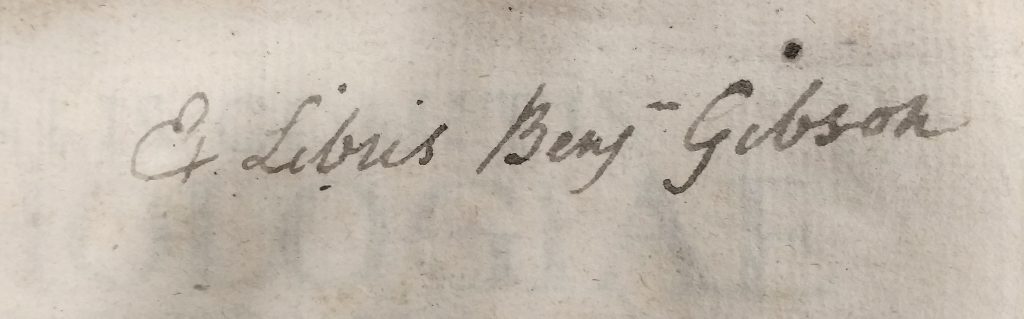 Ex Libris Benj‾ Gibson